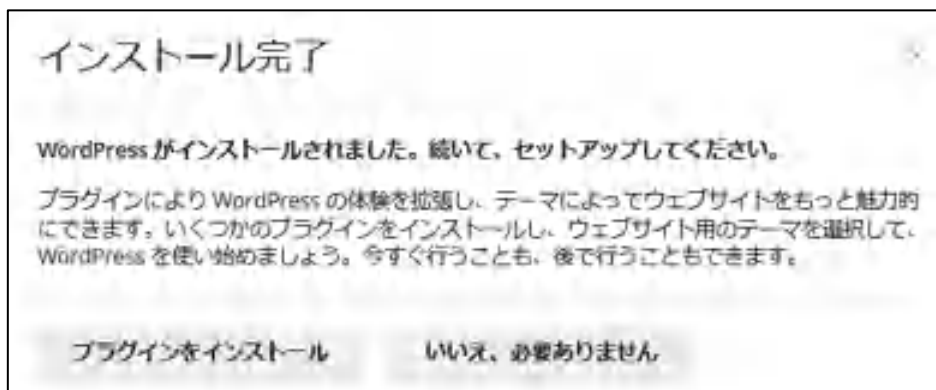 インストール完了
WordPress がインストールされました。続いて、セットアップしてください。
プラグインにより WordPress の体験を拡張し、テーマによってウェブサイトをもっと魅力的
にできます。いくつかのプラグインをインストールし、ウェブサイト用のテーマを選択して、
WordPress を使い始めましょう。今すぐ行うことも、後で行うこともできます。
プラグインをインストール いいえ、必要ありません